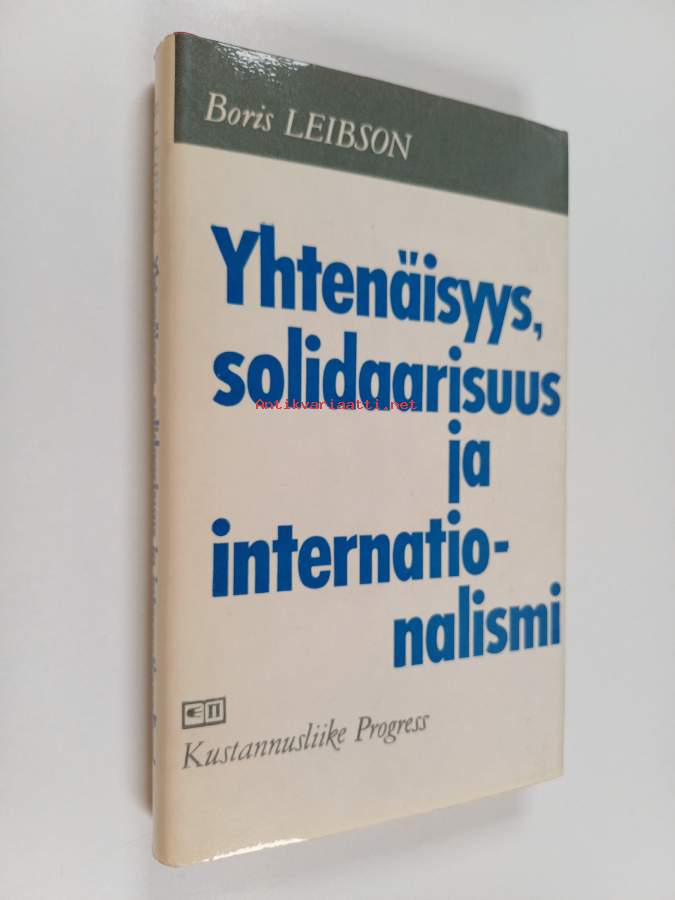 Boris LEIBSON
Yhtenäisyys,
solidaarisuus
Antikvariaatti.net
ja
internatio-
nalismi
Kustannusliike Progress